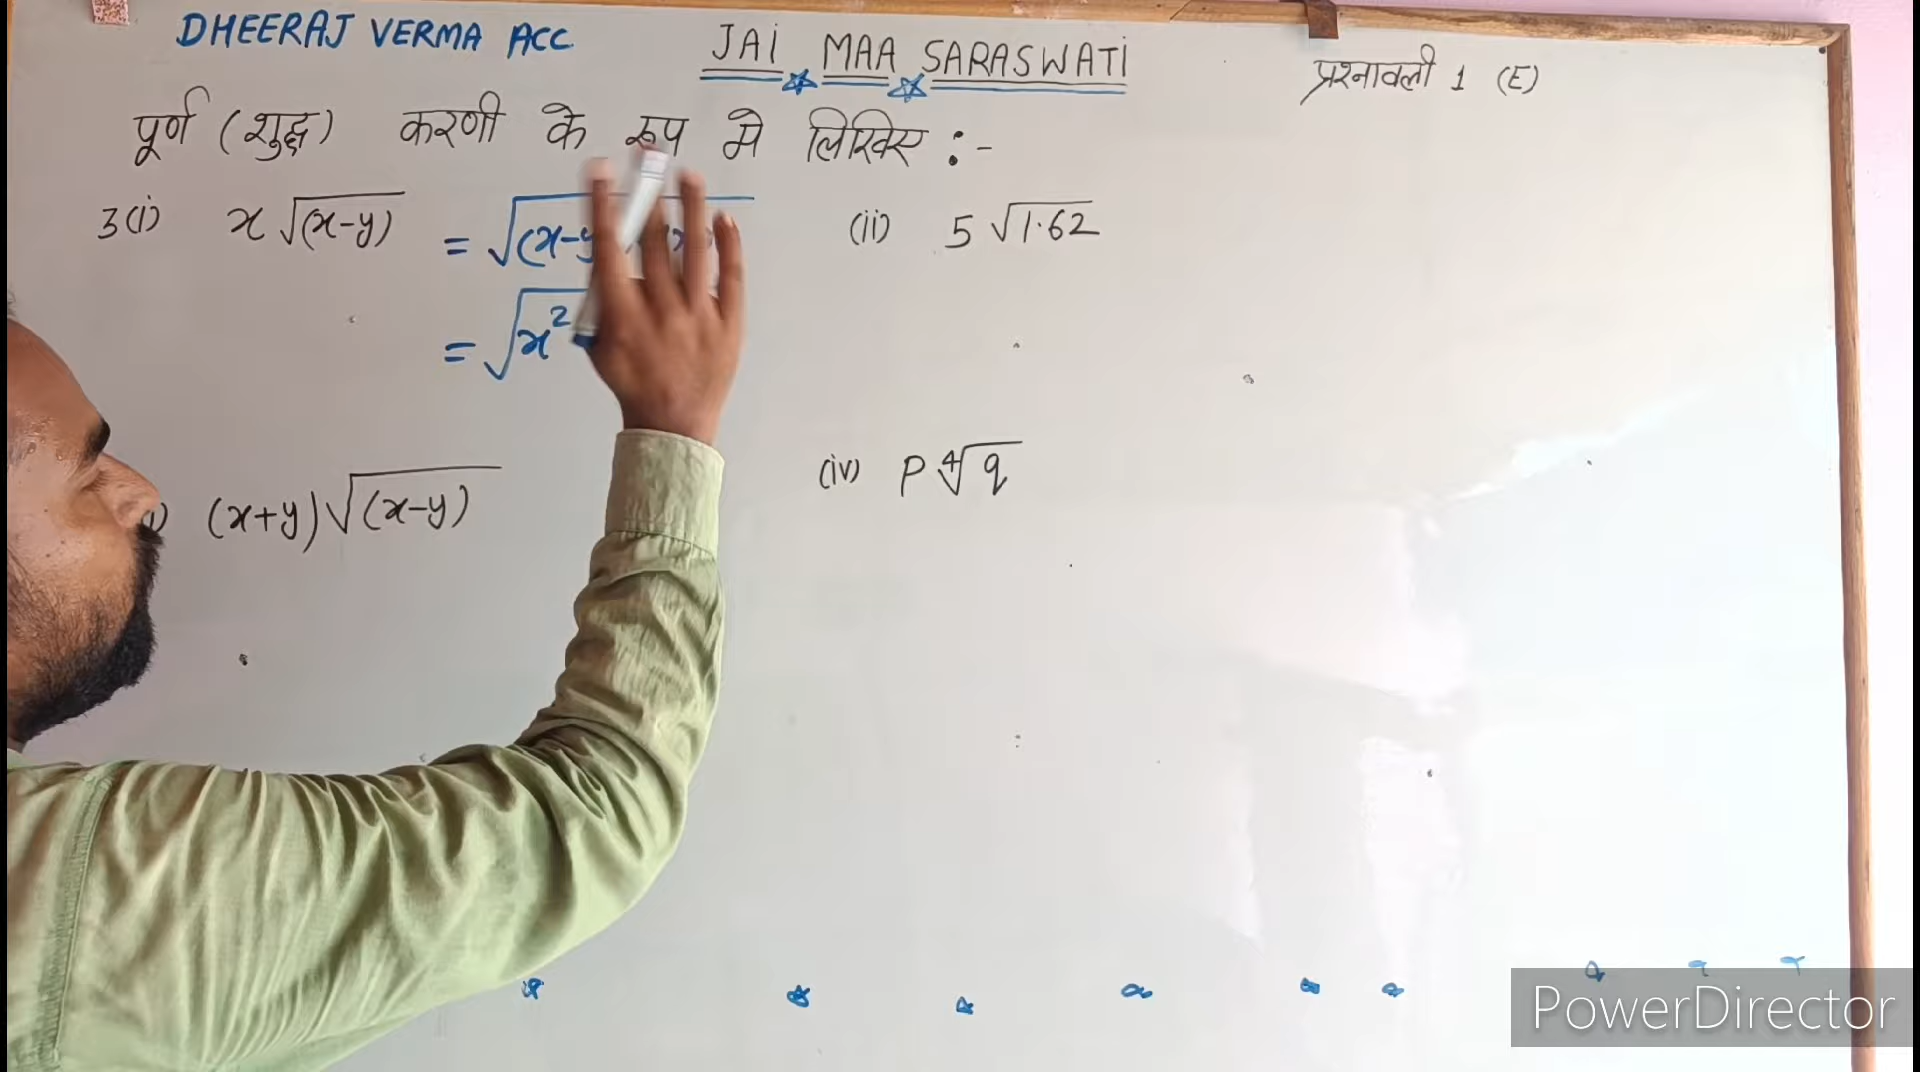 DHEERAJ VERMA ACC
JAI MAA SARASWATI
प्रश्नावली 1 (E)
पूर्ण (शुद्ध) करणी के रूप मे लिखिए :-
3(i) x √(x-y) = √(x-y
(ii) 5 √1.62
= √x²
(x+y)√(x-y)
(iv) P ∜q
PowerDirector